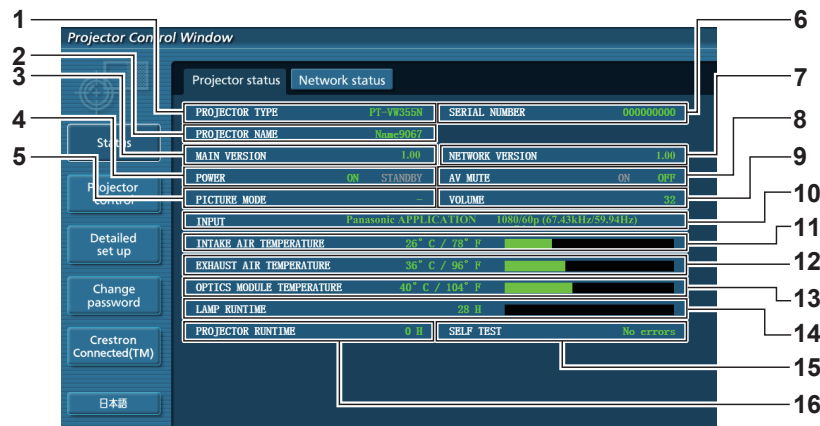 Projector Control Window
Projector status Network status
PROJECTOR TYPE PT-VW355N SERIAL NUMBER 000000000
PROJECTOR NAME Name9067
MAIN VERSION 1.00 NETWORK VERSION 1.00
POWER ON STANDBY AV MUTE ON OFF
PICTURE MODE - VOLUME 32
INPUT Panasonic APPLICATION 1080/60p (67.43kHz/59.94Hz)
INTAKE AIR TEMPERATURE 26° C / 78° F
EXHAUST AIR TEMPERATURE 36° C / 96° F
OPTICS MODULE TEMPERATURE 40° C / 104° F
LAMP RUNTIME 28 H
PROJECTOR RUNTIME 0 H SELF TEST No errors
Status
Projector
control
Detailed
set up
Change
password
Crestron
Connected(TM)
日本語
1
2
3
4
5
6
7
8
9
10
11
12
13
14
15
16